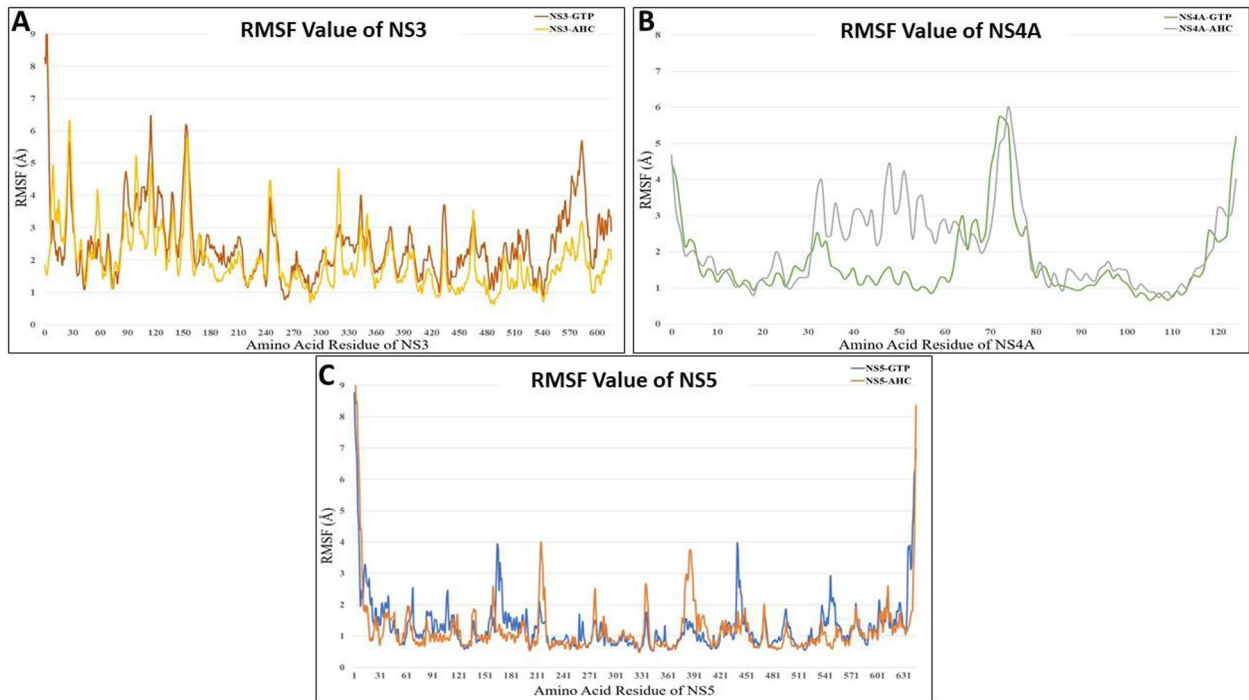 A
RMSF Value of NS3
NS3-GTP
NS3-AHC
RMSF (Å)
9
8
7
6
5
4
3
2
1
0
0 30 60 90 120 150 180 210 240 270 300 330 360 390 420 450 480 510 540 570 600
Amino Acid Residue of NS3
B
RMSF Value of NS4A
NS4A-GTP
NS4A-AHC
RMSF (Å)
8
7
6
5
4
3
2
1
0
0 10 20 30 40 50 60 70 80 90 100 110 120
Amino Acid Residue of NS4A
C
RMSF Value of NS5
NS5-GTP
NS5-AHC
RMSF (Å)
9
8
7
6
5
4
3
2
1
0
1 31 61 91 121 151 181 211 241 271 301 331 361 391 421 451 481 511 541 571 601 631
Amino Acid Residue of NS5